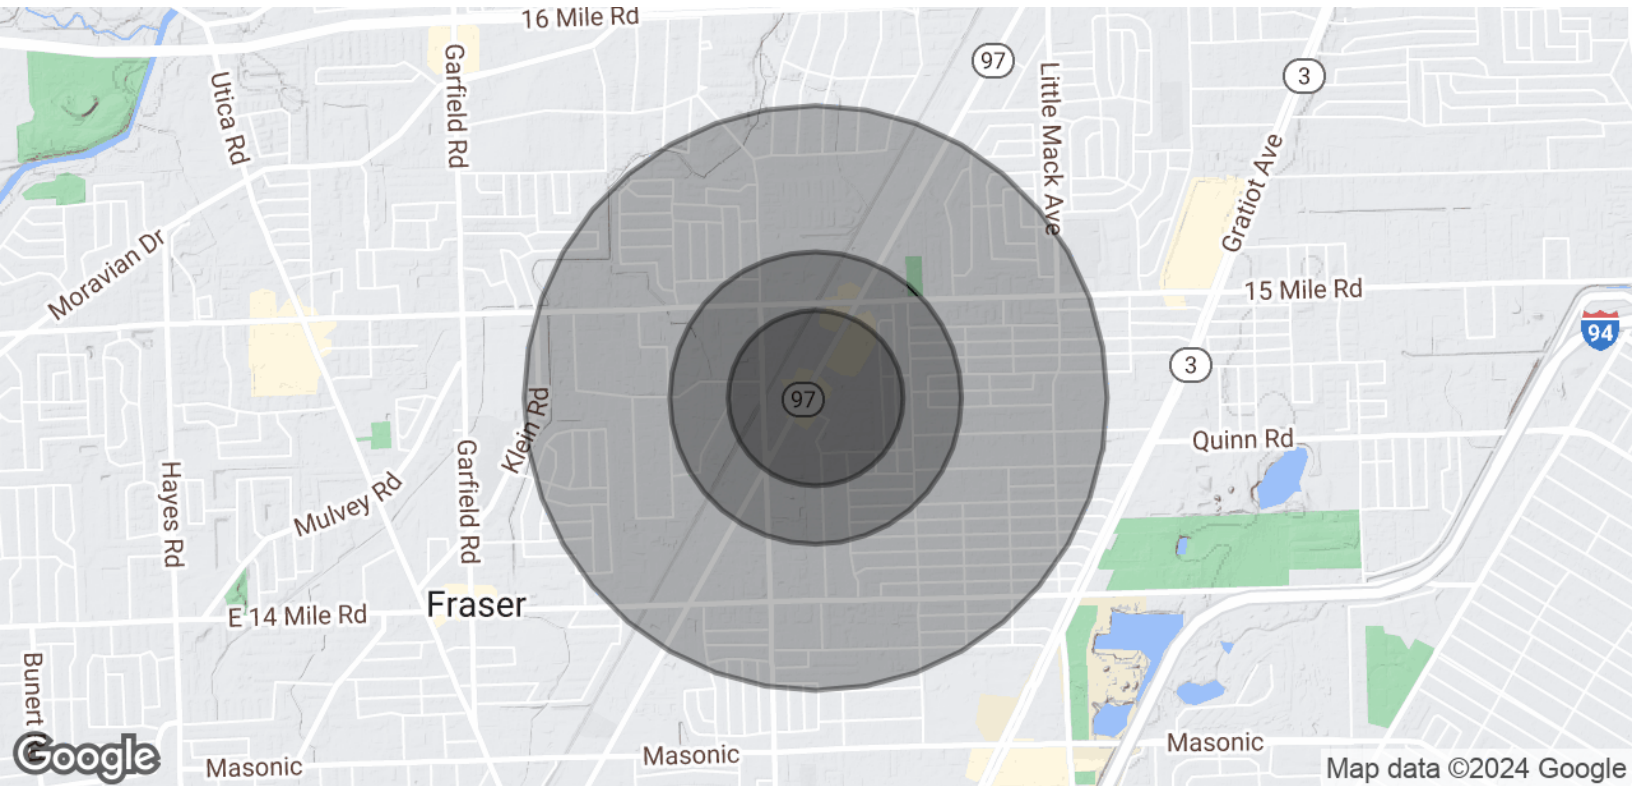 16 Mile Rd
97
3
Utica Rd
Garfield Rd
Little Mack Ave
Gratiot Ave
Moravian Dr
15 Mile Rd
94
3
97
Klein Rd
Quinn Rd
Hayes Rd
Mulvey Rd
Garfield Rd
Fraser
E 14 Mile Rd
Bunert
Masonic
Masonic
Masonic
Google
Map data ©2024 Google